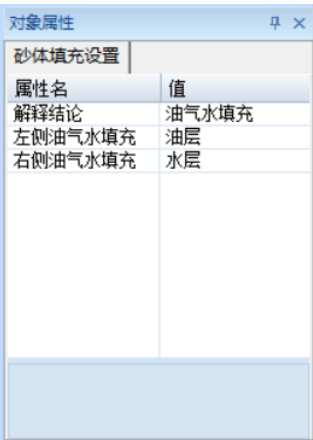 对象属性
砂体填充设置
属性名 值
解释结论 油气水填充
左侧油气水填充 油层
右侧油气水填充 水层